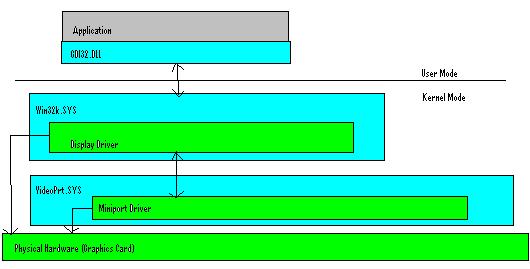 Application
GDI32.DLL
User Mode
Kernel Mode
Win32k.SYS
Display Driver
VideoPrt.SYS
Miniport Driver
Physical Hardware (Graphics Card)